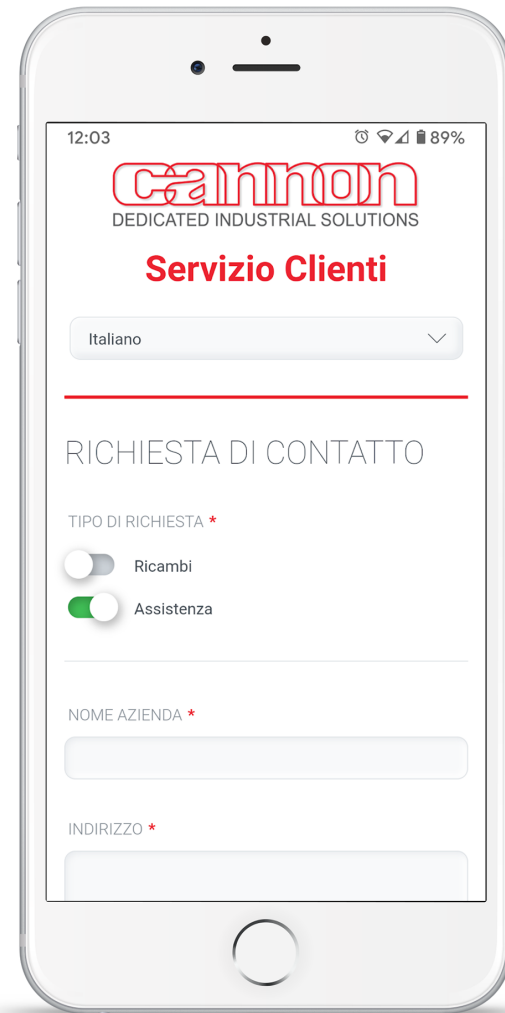 12:03 89%
cannon
DEDICATED INDUSTRIAL SOLUTIONS
Servizio Clienti
Italiano
RICHIESTA DI CONTATTO
TIPO DI RICHIESTA *
Ricambi
Assistenza
NOME AZIENDA *
INDIRIZZO *